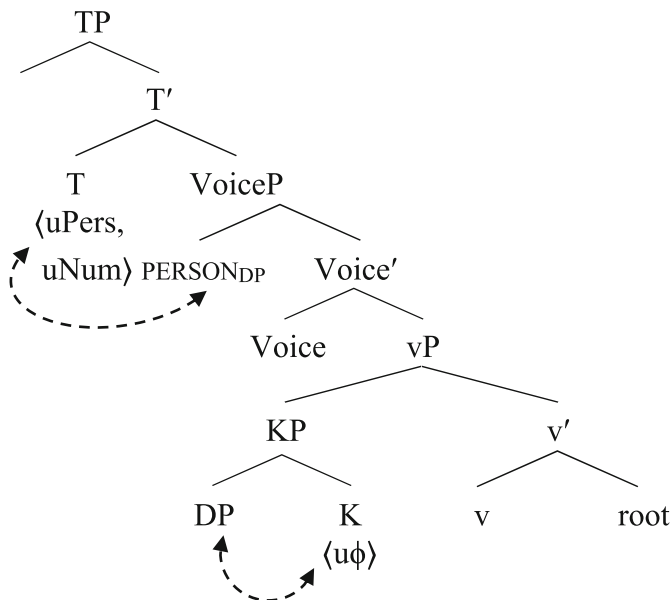 TP
T′
T VoiceP
⟨uPers,
uNum⟩ PERSONDP Voice′
Voice vP
KP v′
DP K v root
⟨uϕ⟩